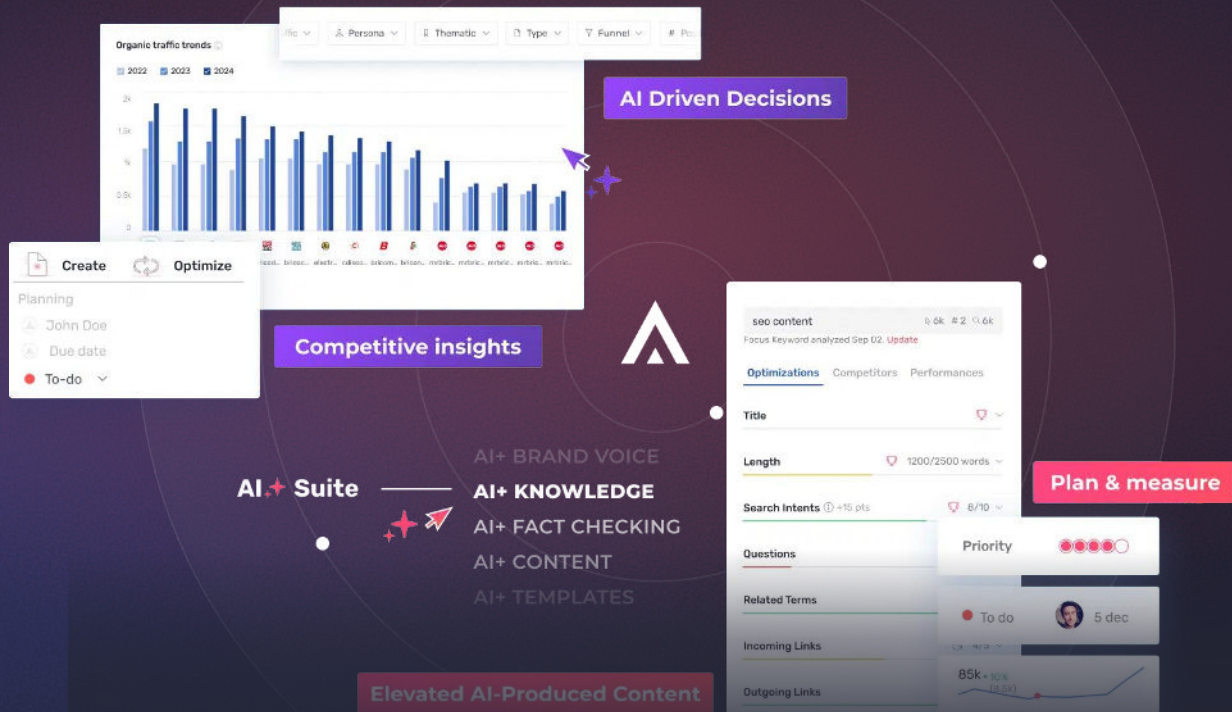 Persona
Thematic
Type
Funnel
#
Organic traffic trends
2022
2023
2024
2k
1.5k
1k
0.5k
0
AI Driven Decisions
Create
Optimize
Planning
John Doe
Due date
To-do
Competitive insights
seo content
6k #2 6k
Focus Keyword analyzed Sep 02. Update
Optimizations
Competitors
Performances
Title
Length
1200/2500 words
Search Intents
+15 pts
8/10
Questions
Related Terms
Incoming Links
4/5
Outgoing Links
Plan & measure
Priority
To do
5 dec
85k + 10%
AI+ Suite
AI+ BRAND VOICE
AI+ KNOWLEDGE
AI+ FACT CHECKING
AI+ CONTENT
AI+ TEMPLATES
Elevated AI-Produced Content